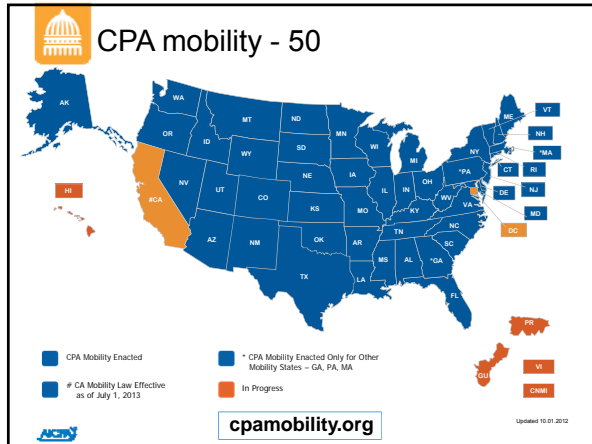 CPA mobility - 50
AK
WA
OR
ID
MT
ND
MN
WI
MI
ME
VT
NH
*MA
NY
CT
RI
NJ
*PA
DE
MD
DC
HI
#CA
NV
UT
WY
SD
NE
IA
IL
IN
OH
WV
VA
CO
KS
MO
KY
TN
NC
SC
AZ
NM
OK
AR
TX
LA
MS
AL
*GA
FL
PR
GU
VI
CNMI
CPA Mobility Enacted
# CA Mobility Law Effective
as of July 1, 2013
* CPA Mobility Enacted Only for Other
Mobility States – GA, PA, MA
In Progress
AICPA
cpamobility.org
Updated 10.01.2012